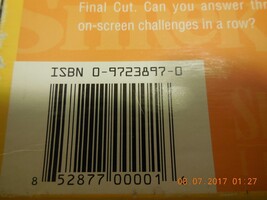 Final Cut. Can you answer thr
on-screen challenges in a row?
ISBN 0-9723897-0
8 52877 00001
08 07 2017 01 27